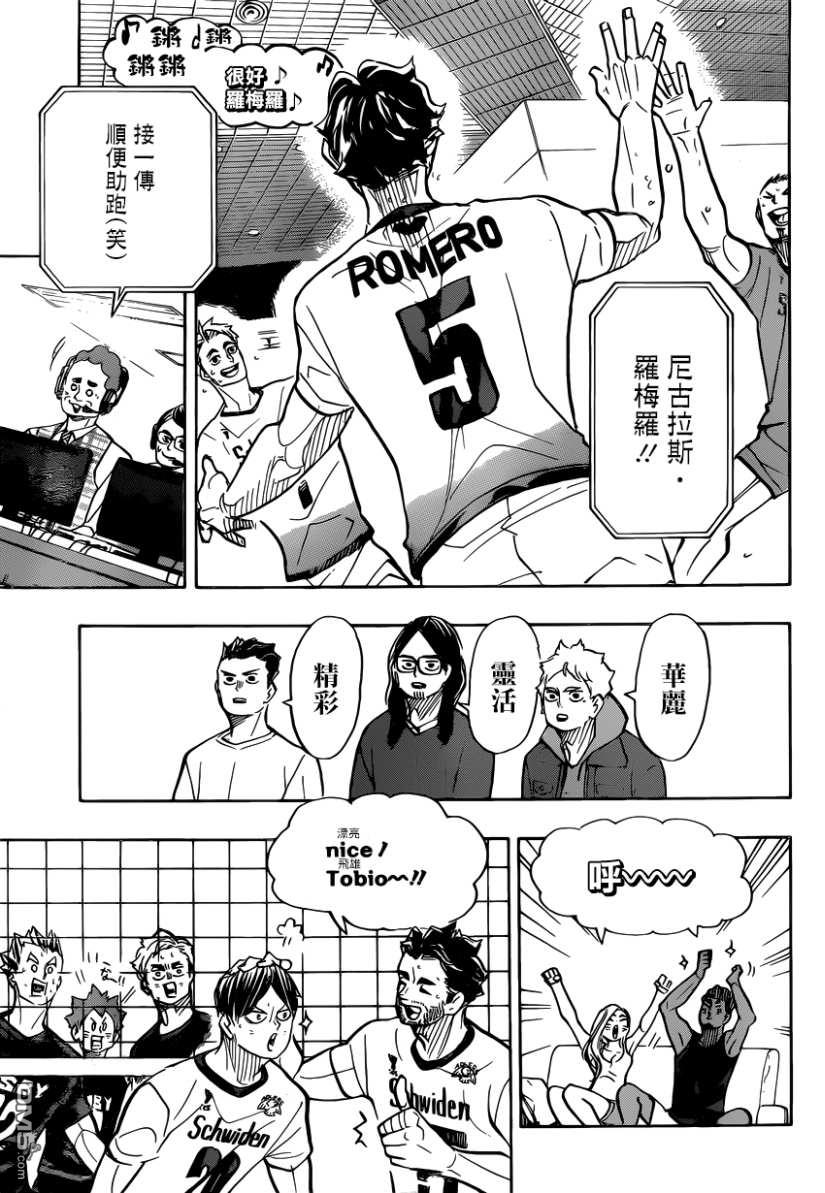 ♪鏘♩鏘
鏘鏘
很好♪
羅梅羅♪
ROMERO
5
尼古拉斯・
羅梅羅!!
接一傳
順便助跑(笑)
華麗
靈活
精彩
呼~~~
漂亮
nice!
飛雄
Tobio~!!
な
Schwiden
Schwiden